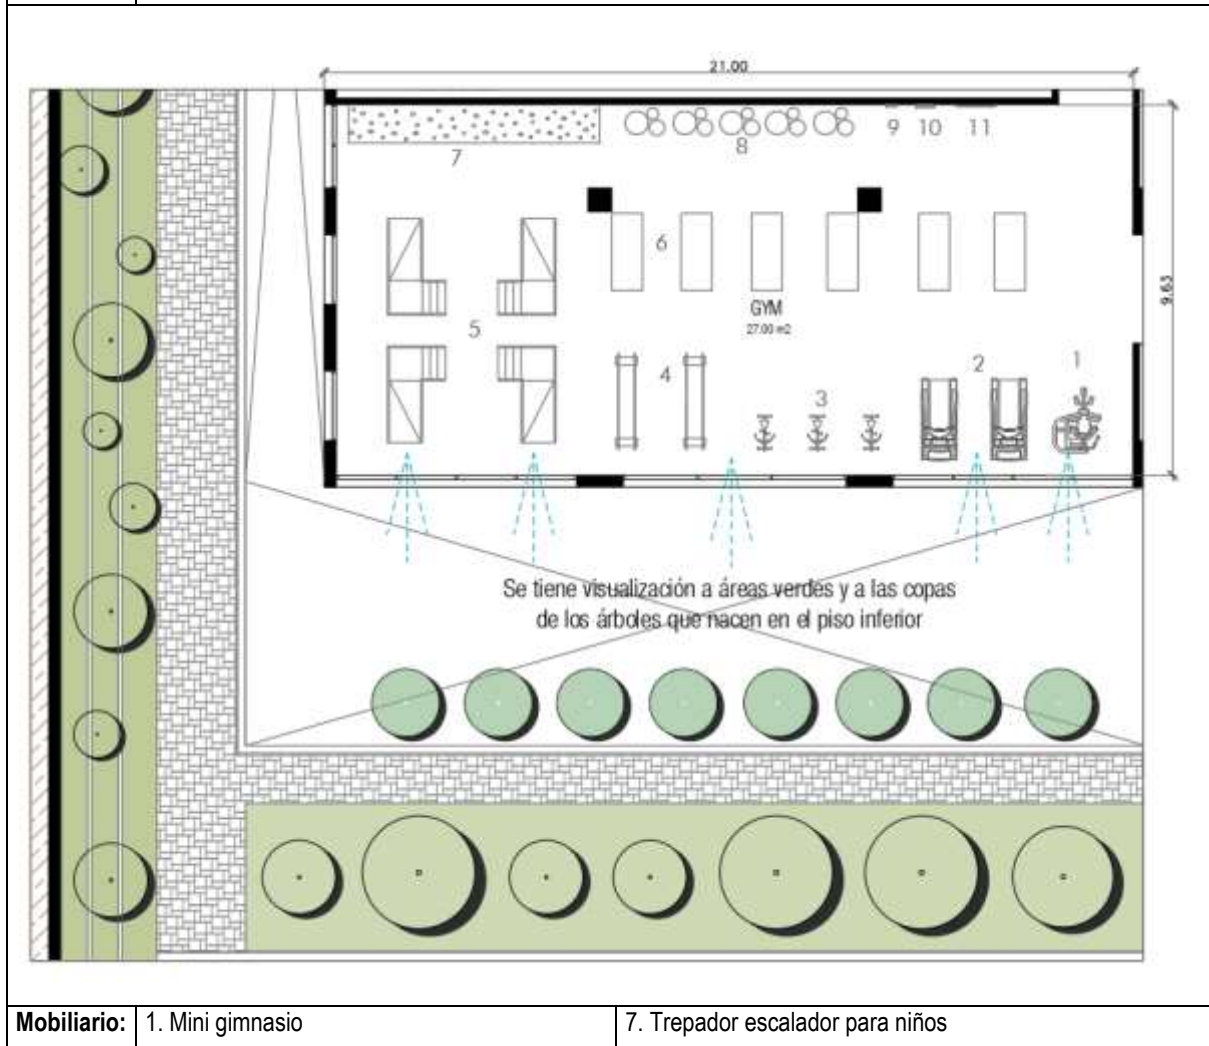 21.00
9 10 11
8
7
6
9.63
GYM
27.00 m2
5
1
2
4
3
Se tiene visualización a áreas verdes y a las copas
de los árboles que nacen en el piso inferior
Mobiliario: 1. Mini gimnasio 7. Trepador escalador para niños